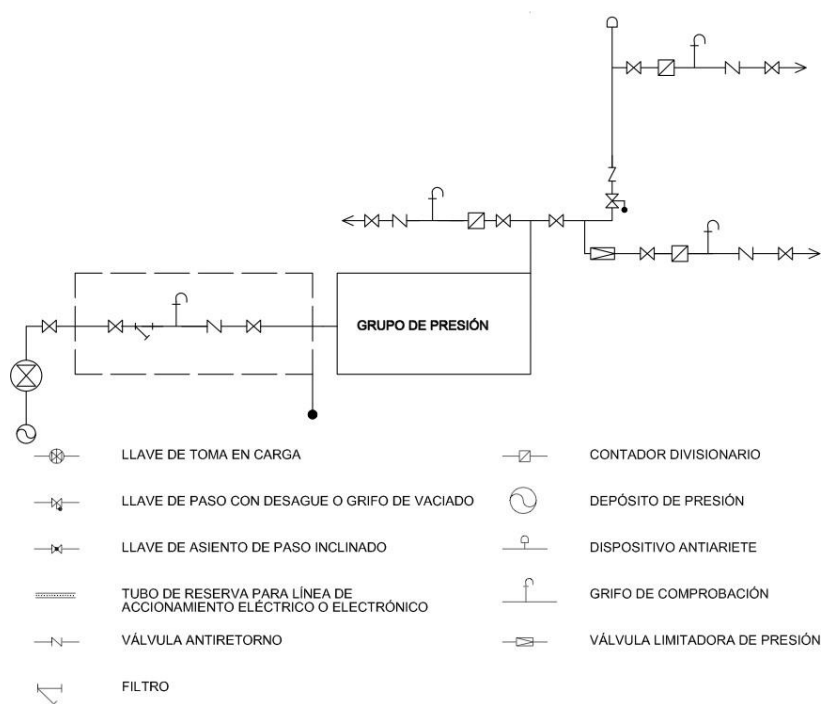 GRUPO DE PRESIÓN
LLAVE DE TOMA EN CARGA
LLAVE DE PASO CON DESAGUE O GRIFO DE VACIADO
LLAVE DE ASIENTO DE PASO INCLINADO
TUBO DE RESERVA PARA LÍNEA DE
ACCIONAMIENTO ELÉCTRICO O ELECTRÓNICO
VÁLVULA ANTIRETORNO
FILTRO
CONTADOR DIVISIONARIO
DEPÓSITO DE PRESIÓN
DISPOSITIVO ANTIARIETE
GRIFO DE COMPROBACIÓN
VÁLVULA LIMITADORA DE PRESIÓN